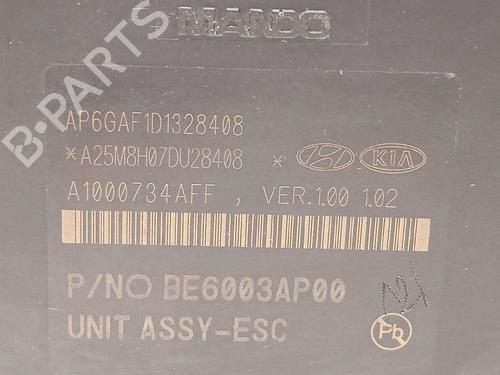 MANDO
B-PARTS
AP6GAF1D1328408
*A25M8H07DU28408 *
KIA
A1000734AFF , VER.1.00 1.02
P/NO BE6003AP00
UNIT ASSY-ESC
Pb